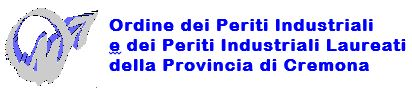 Ordine dei Periti Industriali
e dei Periti Industriali Laureati
della Provincia di Cremona